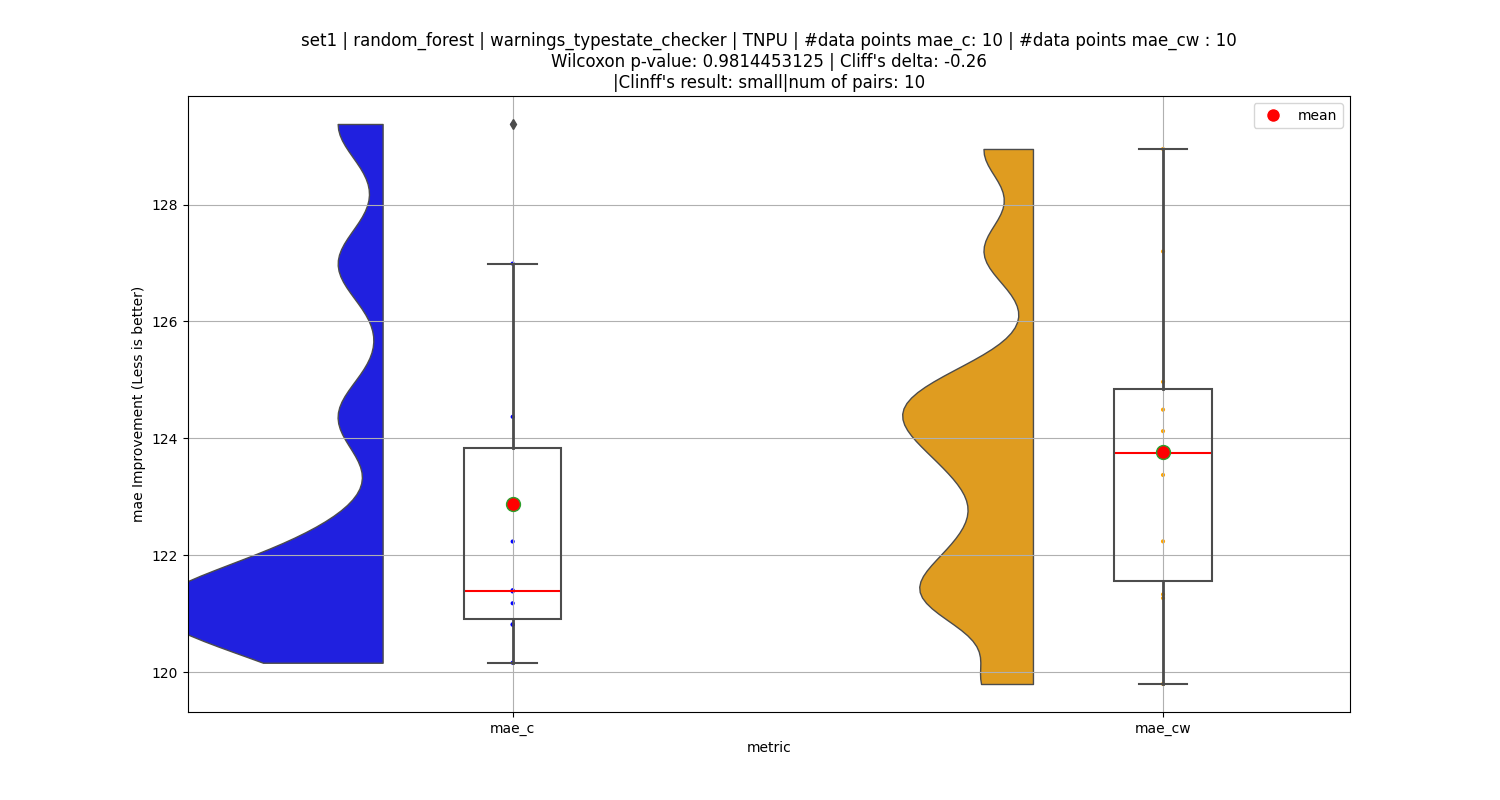 set1 | random_forest | warnings_typestate_checker | TNPU | #data points mae_c: 10 | #data points mae_cw : 10
Wilcoxon p-value: 0.9814453125 | Cliff's delta: -0.26
|Clinff's result: small|num of pairs: 10
mean
128
126
124
122
120
mae Improvement (Less is better)
mae_c
mae_cw
metric